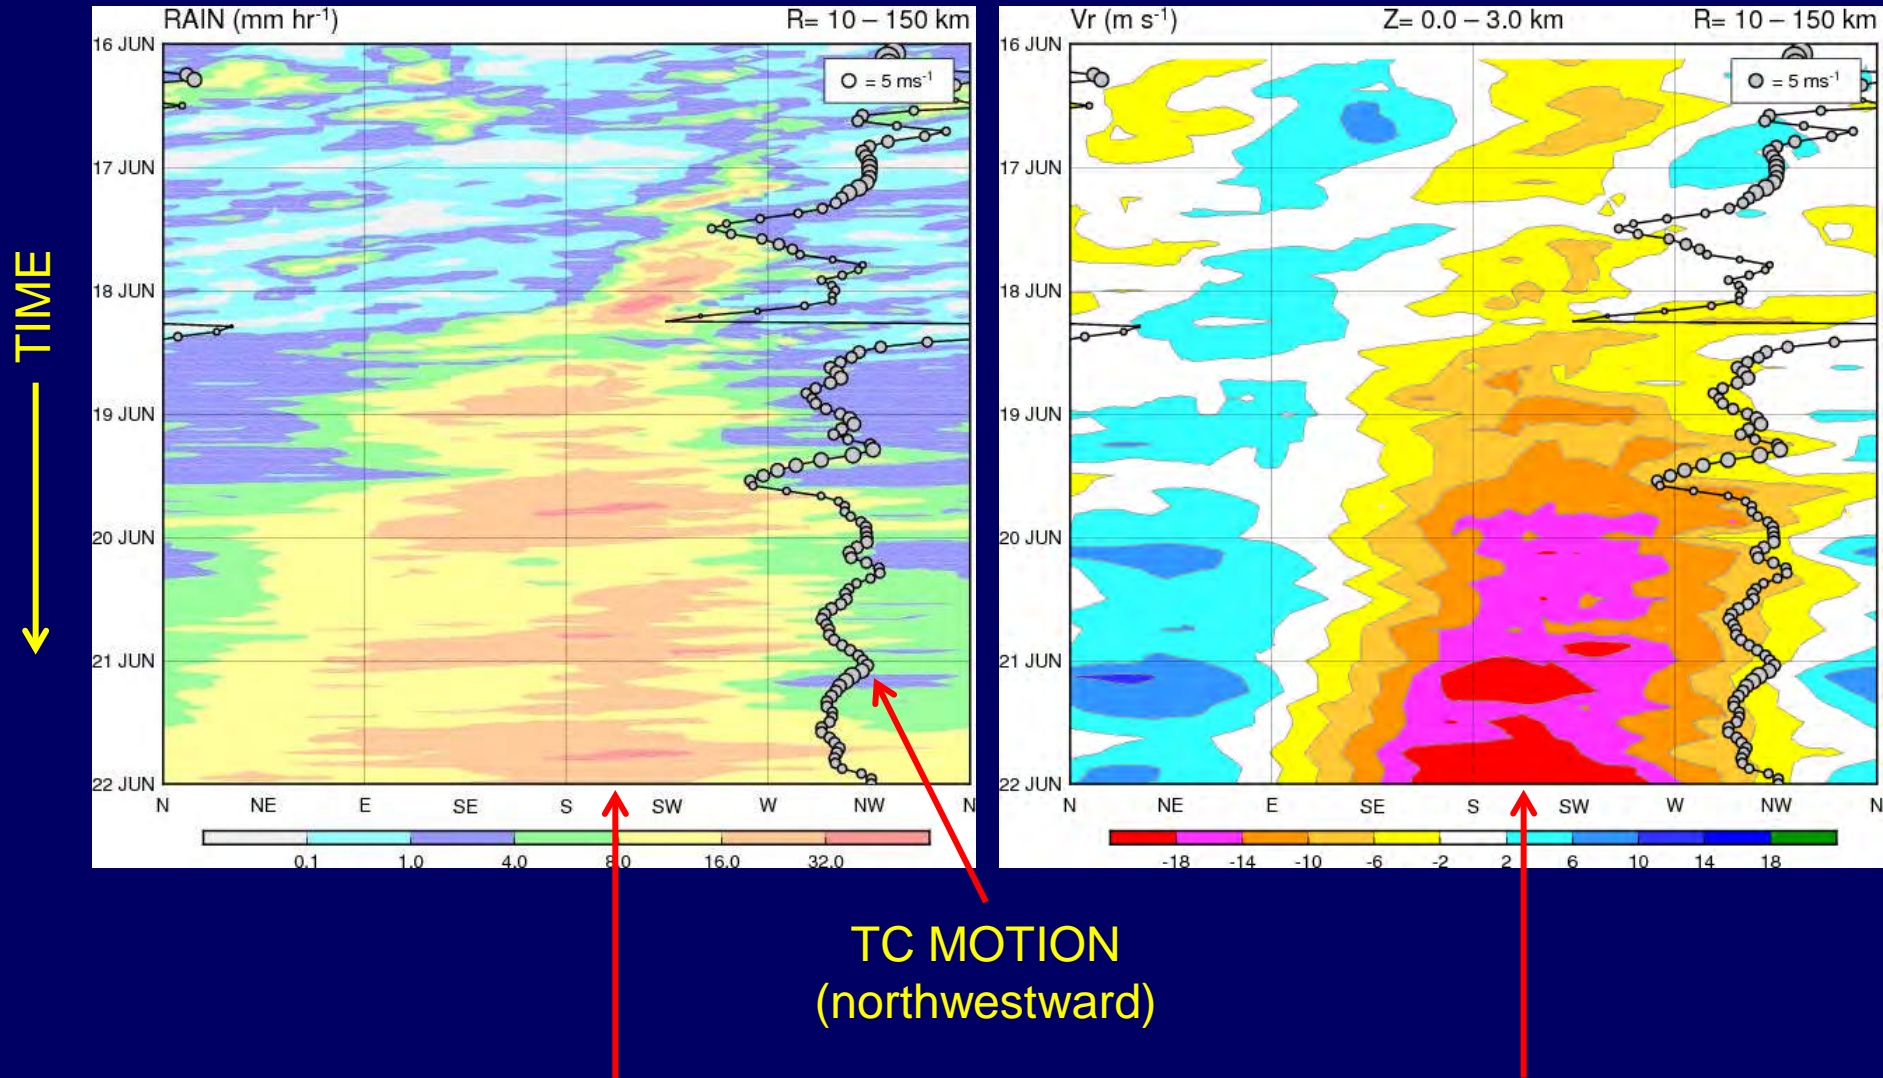 RAIN (mm hr-1) R= 10 – 150 km
16 JUN
= 5 ms-1
17 JUN
18 JUN
19 JUN
20 JUN
21 JUN
22 JUN
N NE E SE S SW W NW N
0.1 1.0 4.0 8.0 16.0 32.0
Vr (m s-1) Z= 0.0 – 3.0 km R= 10 – 150 km
16 JUN
= 5 ms-1
17 JUN
18 JUN
19 JUN
20 JUN
21 JUN
22 JUN
N NE E SE S SW W NW N
-18 -14 -10 -6 -2 2 6 10 14 18
TIME
TC MOTION
(northwestward)